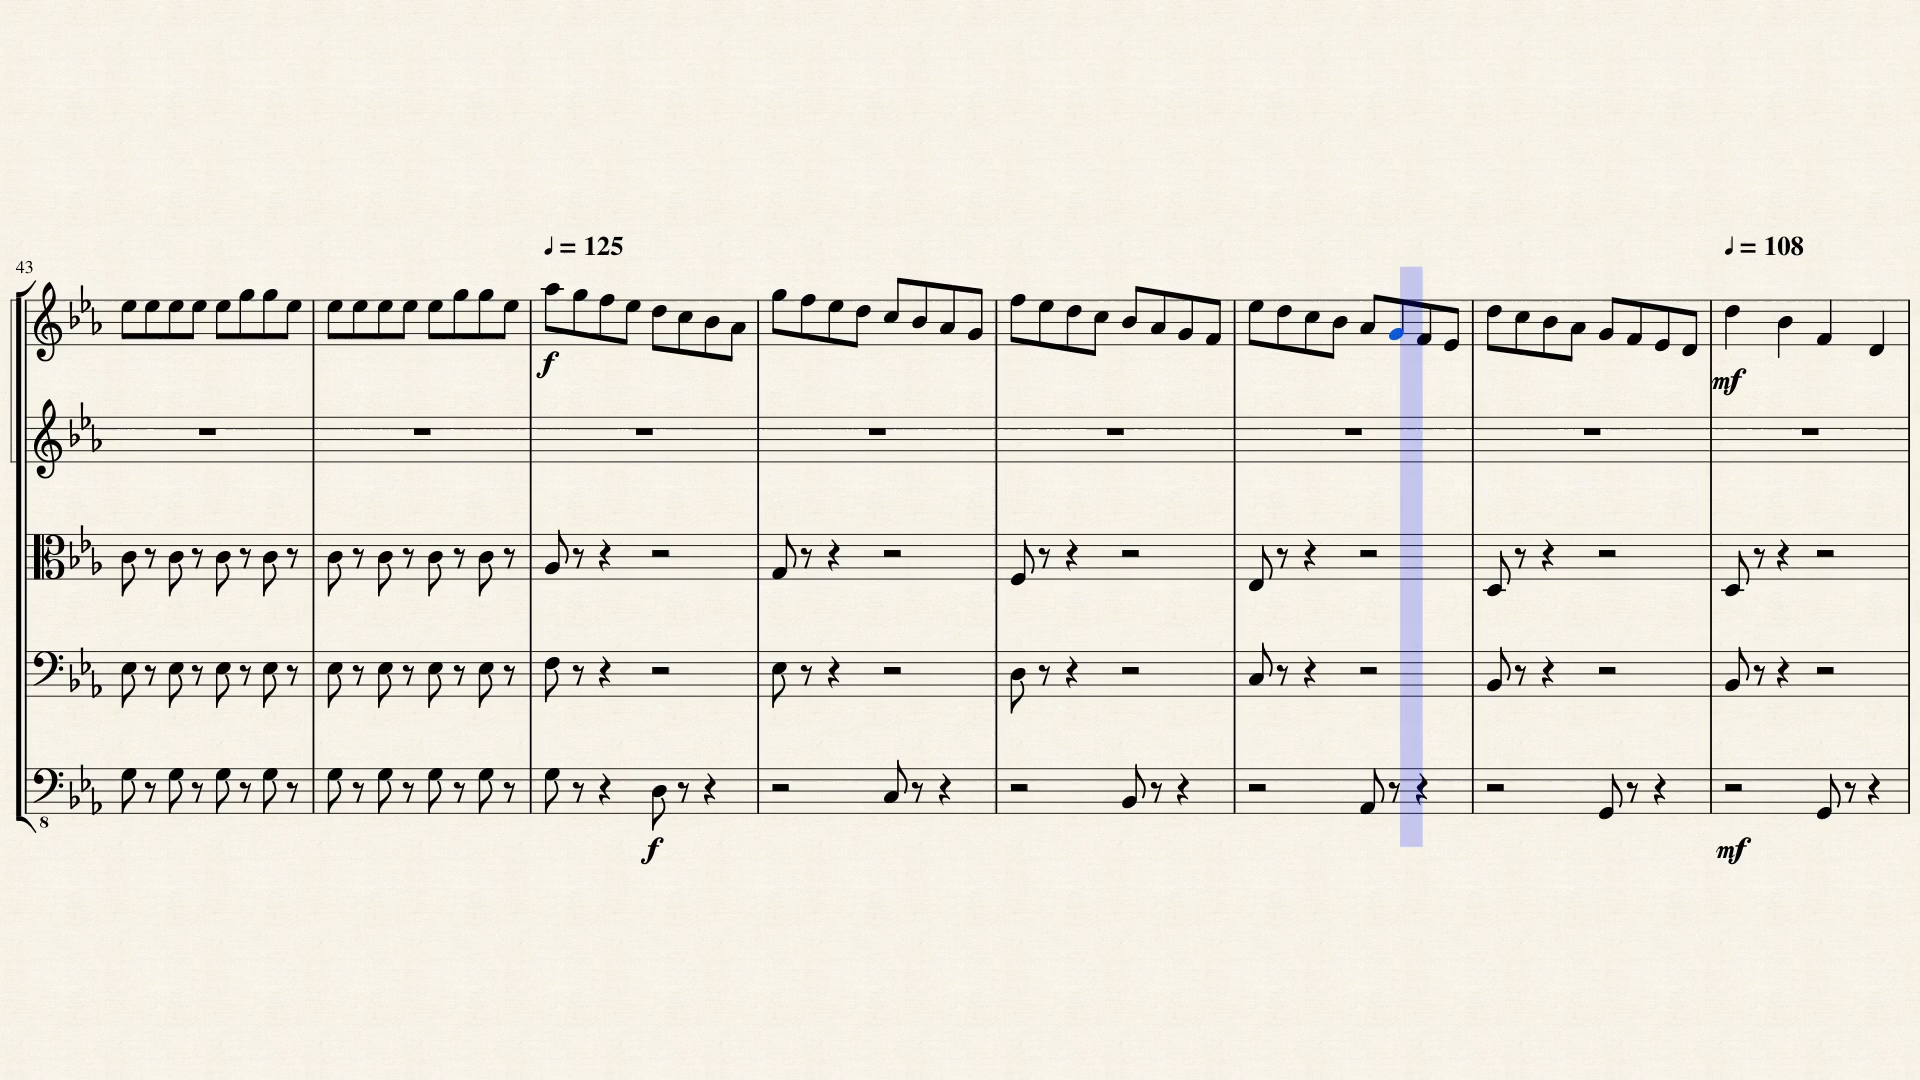 ♩ = 125
♩ = 108
43
f
mf
8
f
mf